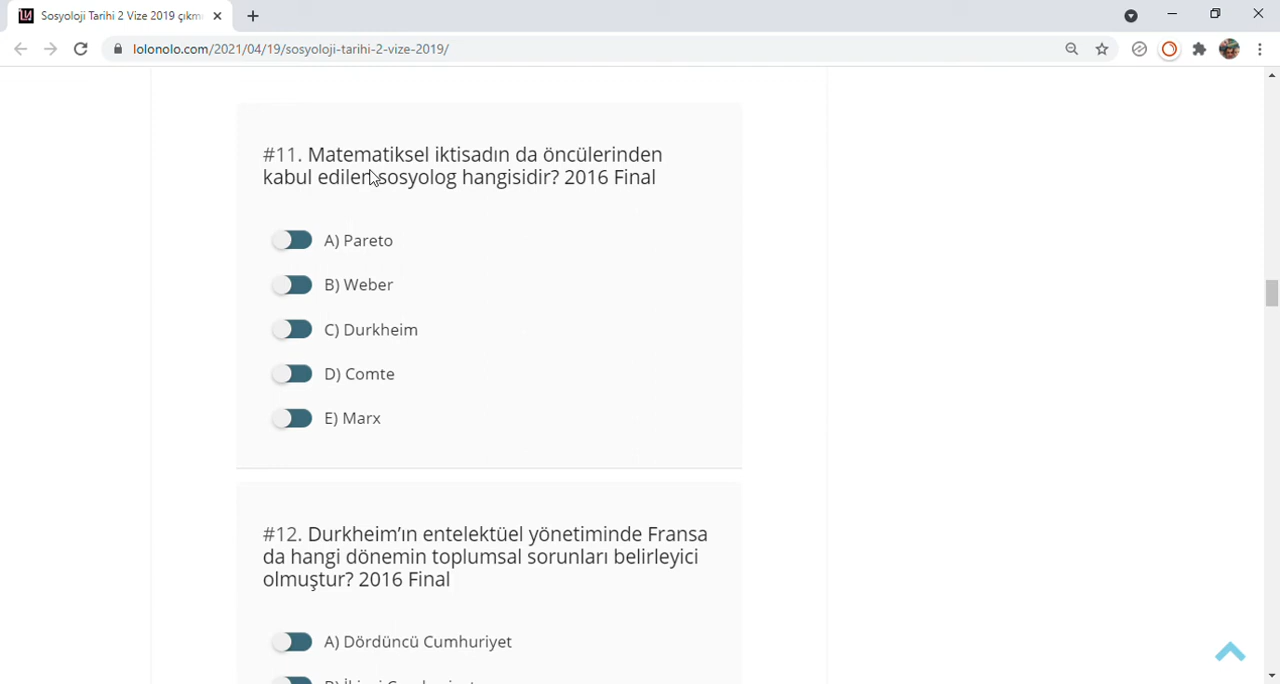 Sosyoloji Tarihi 2 Vize 2019 çıkm
lolonolo.com/2021/04/19/sosyoloji-tarihi-2-vize-2019/
#11. Matematiksel iktisadın da öncülerinden
kabul edilen sosyolog hangisidir? 2016 Final
A) Pareto
B) Weber
C) Durkheim
D) Comte
E) Marx
#12. Durkheim’ın entelektüel yönetiminde Fransa
da hangi dönemin toplumsal sorunları belirleyici
olmuştur? 2016 Final
A) Dördüncü Cumhuriyet